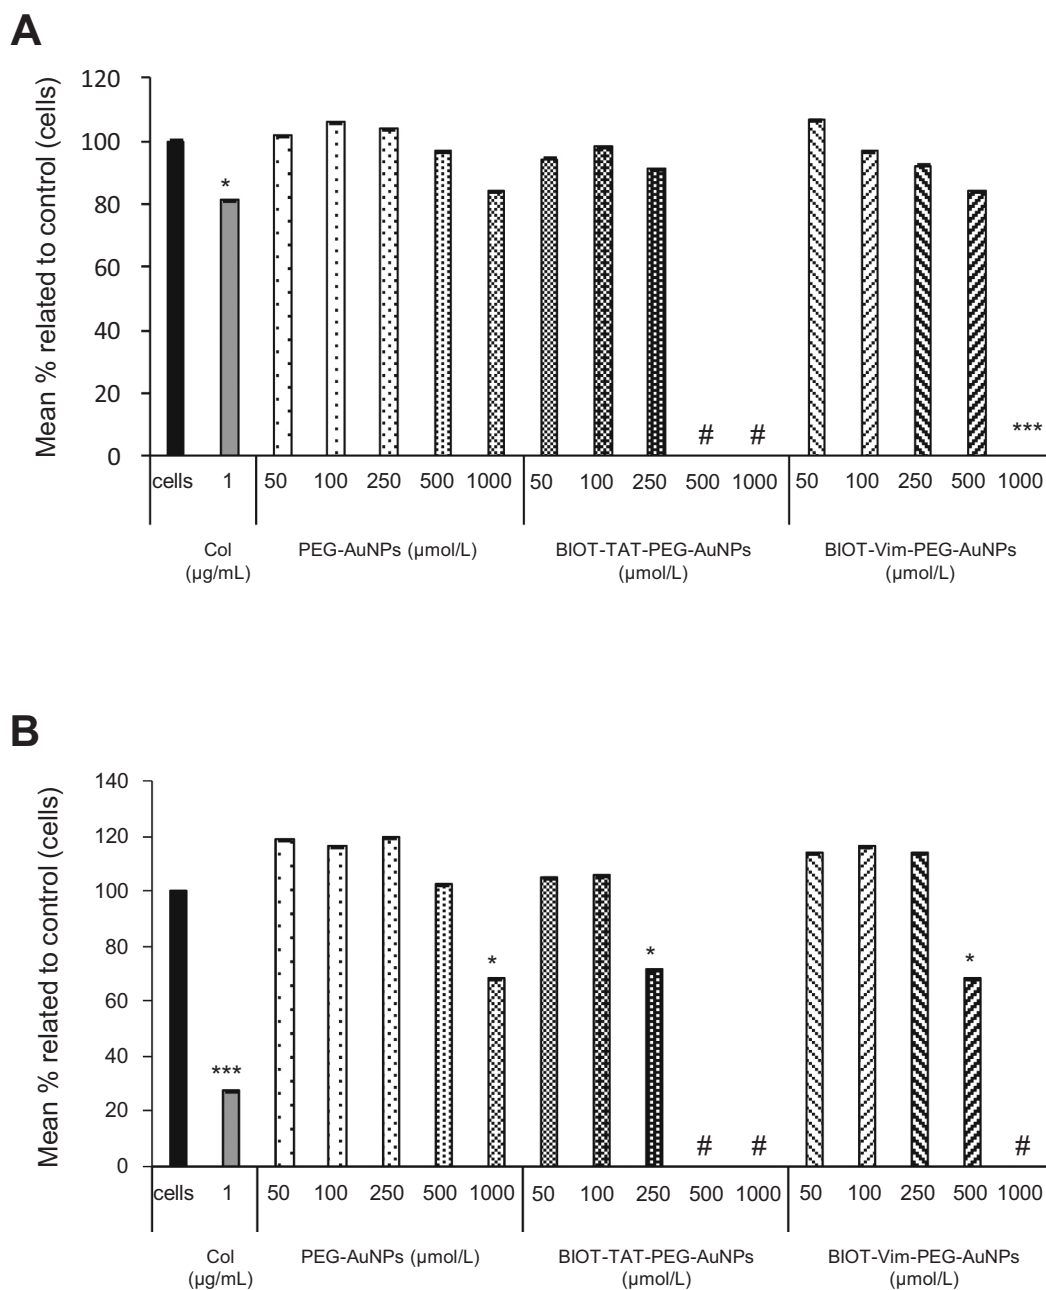 A
Mean % related to control (cells)
120
100
80
60
40
20
0
*
# # ***
cells 1 50 100 250 500 1000 50 100 250 500 1000 50 100 250 500 1000
Col PEG-AuNPs (µmol/L) BIOT-TAT-PEG-AuNPs BIOT-Vim-PEG-AuNPs
(µg/mL) (µmol/L) (µmol/L)
B
Mean % related to control (cells)
140
120
100
80
60
40
20
0
*** * * *
# # #
cells 1 50 100 250 500 1000 50 100 250 500 1000 50 100 250 500 1000
Col PEG-AuNPs (µmol/L) BIOT-TAT-PEG-AuNPs BIOT-Vim-PEG-AuNPs
(µg/mL) (µmol/L) (µmol/L)